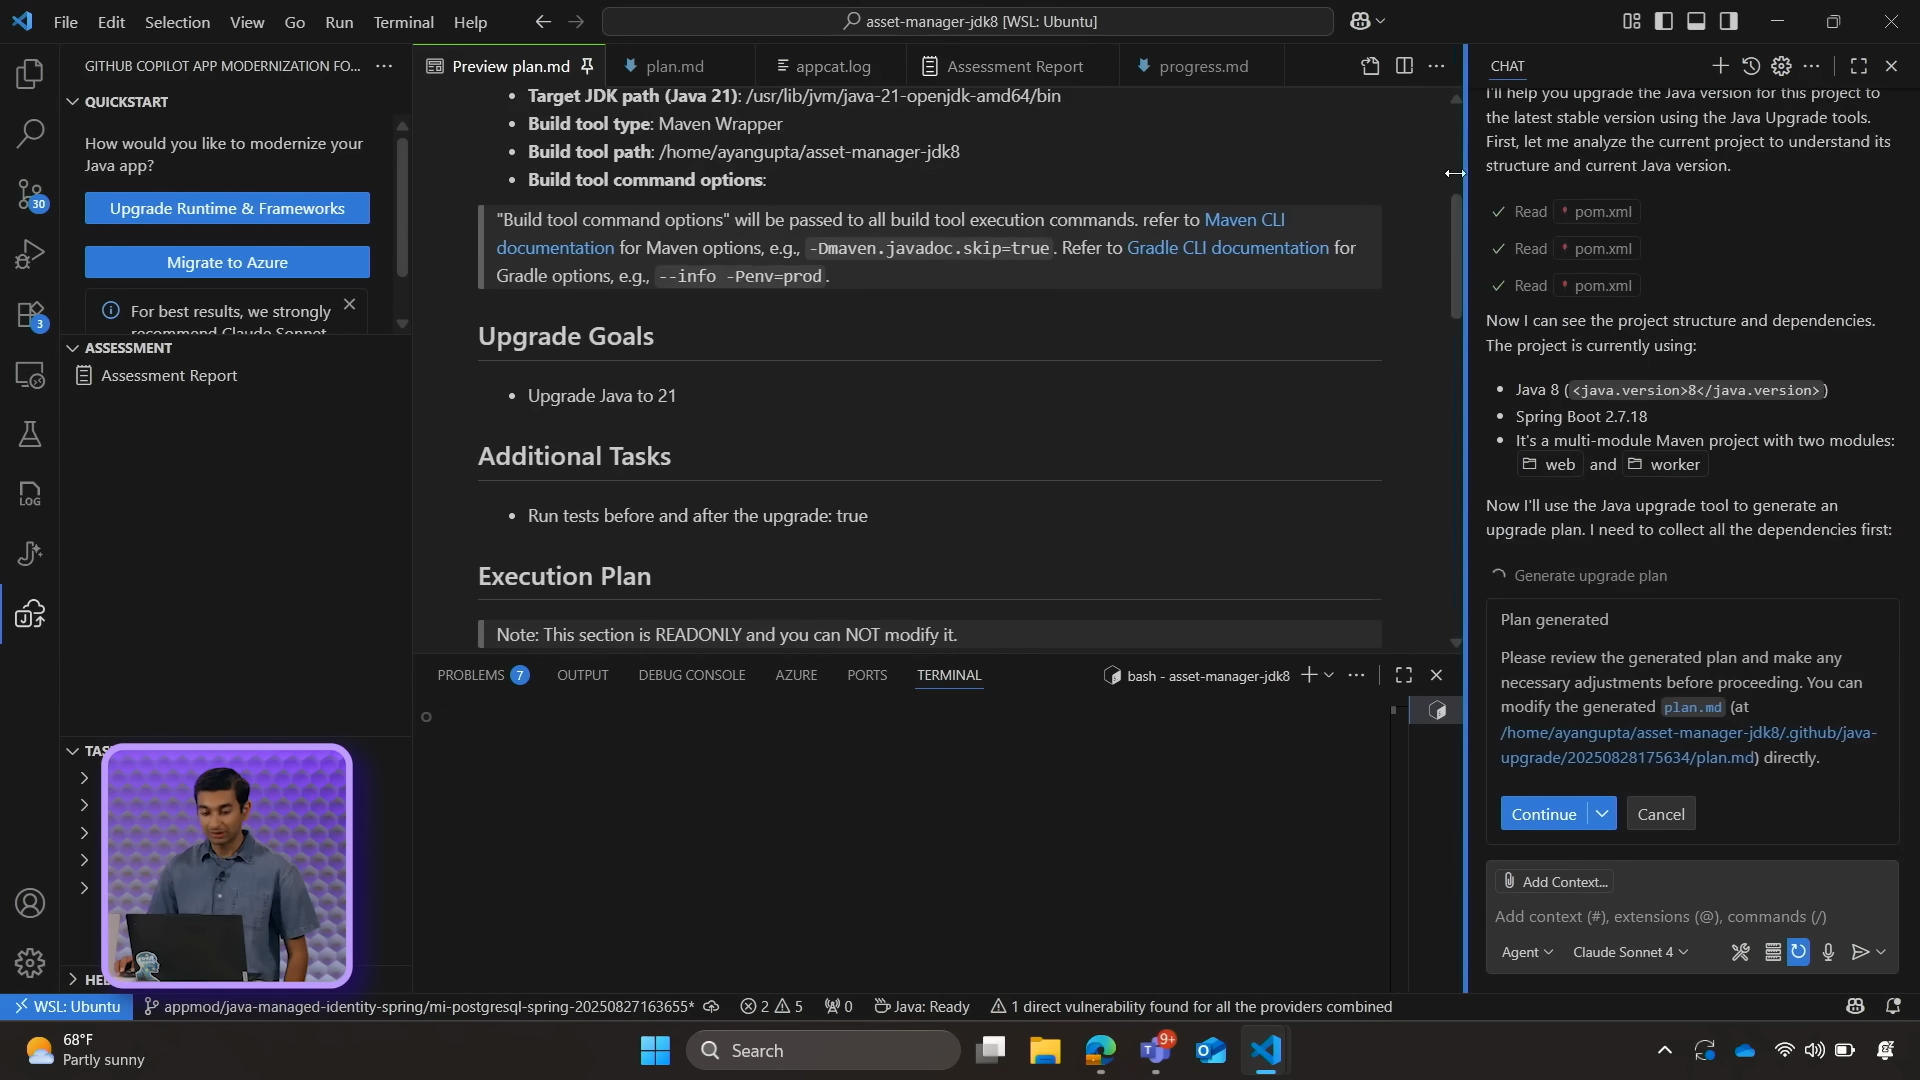 File Edit Selection View Go Run Terminal Help
asset-manager-jdk8 [WSL: Ubuntu]
GITHUB COPILOT APP MODERNIZATION FO...
QUICKSTART
How would you like to modernize your
Java app?
Upgrade Runtime & Frameworks
Migrate to Azure
For best results, we strongly
recommend Claude Sonnet
ASSESSMENT
Assessment Report
30
3
LOG
Preview plan.md
plan.md
appcat.log
Assessment Report
progress.md
Target JDK path (Java 21): /usr/lib/jvm/java-21-openjdk-amd64/bin
Build tool type: Maven Wrapper
Build tool path: /home/ayangupta/asset-manager-jdk8
Build tool command options:
"Build tool command options" will be passed to all build tool execution commands. refer to Maven CLI
documentation for Maven options, e.g., -Dmaven.javadoc.skip=true. Refer to Gradle CLI documentation for
Gradle options, e.g., --info -Penv=prod.
Upgrade Goals
Upgrade Java to 21
Additional Tasks
Run tests before and after the upgrade: true
Execution Plan
Note: This section is READONLY and you can NOT modify it.
PROBLEMS 7 OUTPUT DEBUG CONSOLE AZURE PORTS TERMINAL
bash - asset-manager-jdk8
CHAT
I'll help you upgrade the Java version for this project to
the latest stable version using the Java Upgrade tools.
First, let me analyze the current project to understand its
structure and current Java version.
Read pom.xml
Read pom.xml
Read pom.xml
Now I can see the project structure and dependencies.
The project is currently using:
Java 8 (<java.version>8</java.version>)
Spring Boot 2.7.18
It's a multi-module Maven project with two modules:
web and worker
Now I'll use the Java upgrade tool to generate an
upgrade plan. I need to collect all the dependencies first:
Generate upgrade plan
Plan generated
Please review the generated plan and make any
necessary adjustments before proceeding. You can
modify the generated plan.md (at
/home/ayangupta/asset-manager-jdk8/.github/java-
upgrade/20250828175634/plan.md) directly.
Continue
Cancel
Add Context...
Add context (#), extensions (@), commands (/)
Agent
Claude Sonnet 4
WSL: Ubuntu
appmod/java-managed-identity-spring/mi-postgresql-spring-20250827163655*
2 5
0
Java: Ready
1 direct vulnerability found for all the providers combined
68°F
Partly sunny
Search
9+